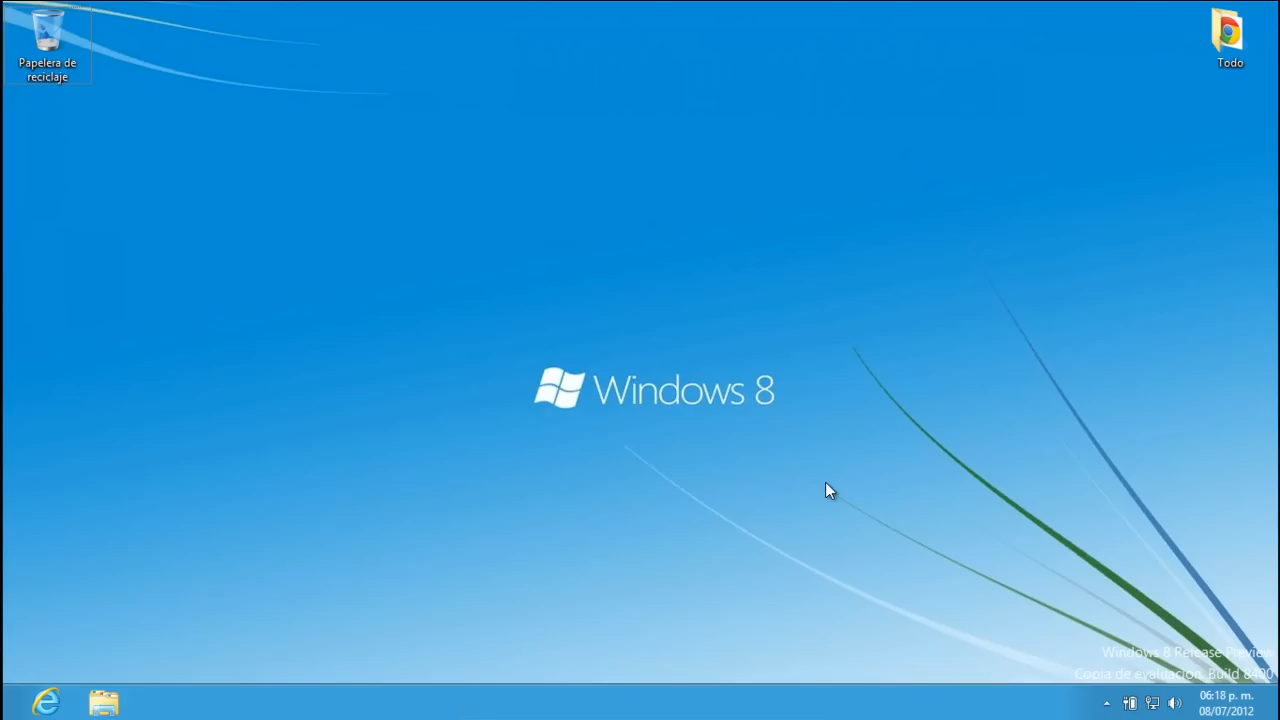 Papelera de
reciclaje
Todo
Windows 8
Windows 8 Release Preview
Copia de evaluación. Build 8400
06:18 p. m.
08/07/2012